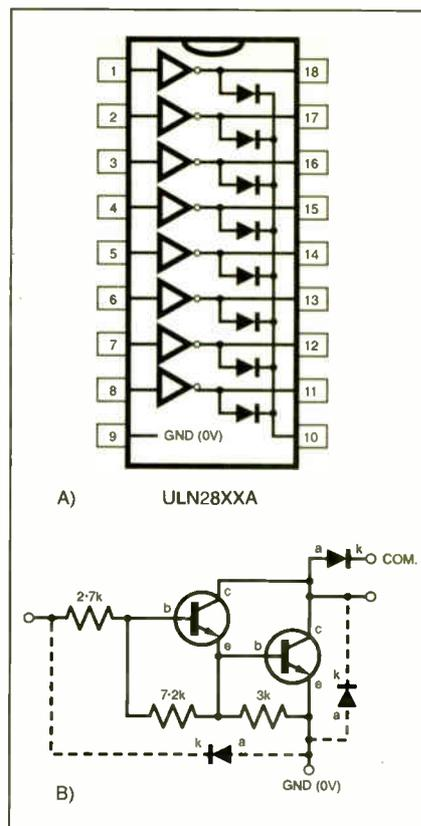 1 18
2 17
3 16
4 15
5 14
6 13
7 12
8 11
9 GND (0V) 10
A) ULN28XXA
a k
COM.
2·7k b c
e b c
7·2k 3k e k
a
k a
GND (0V)
B)